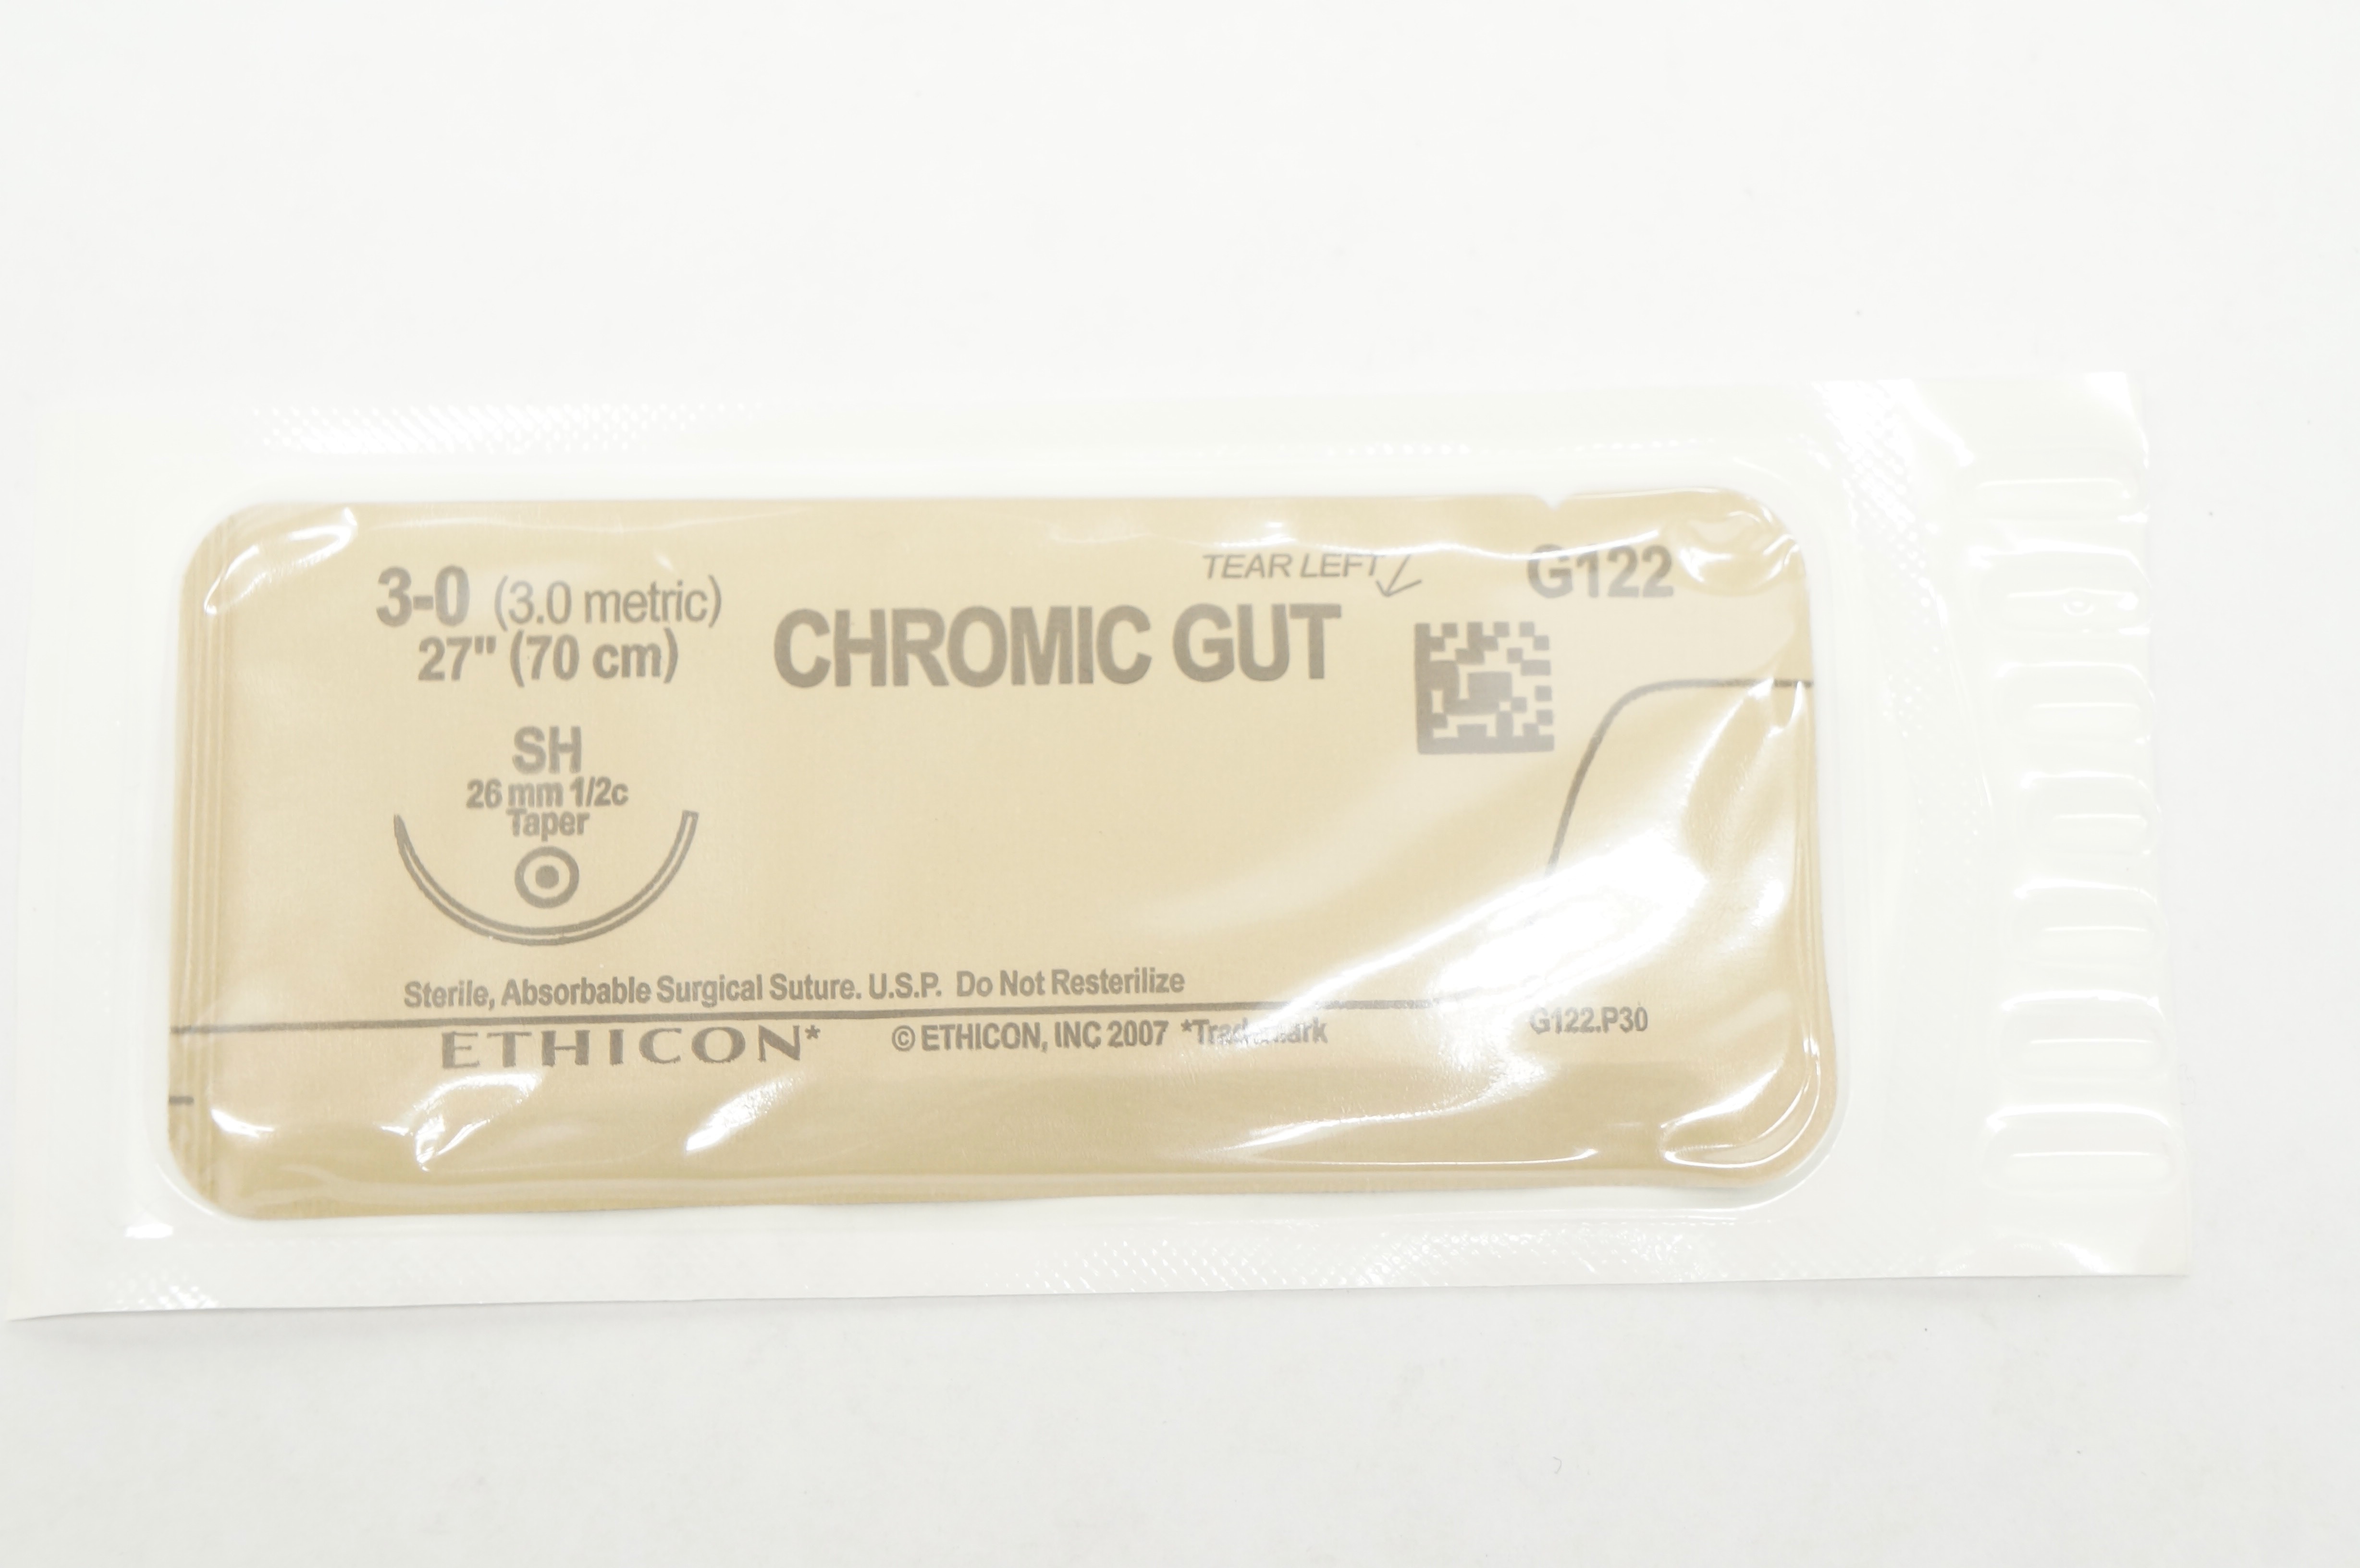 TEAR LEFT
G122
3-0 (3.0 metric)
27" (70 cm)
CHROMIC GUT
SH
26 mm 1/2c
Taper
Sterile, Absorbable Surgical Suture. U.S.P. Do Not Resterilize
ETHICON* © ETHICON, INC 2007 *Trademark
G122.P30